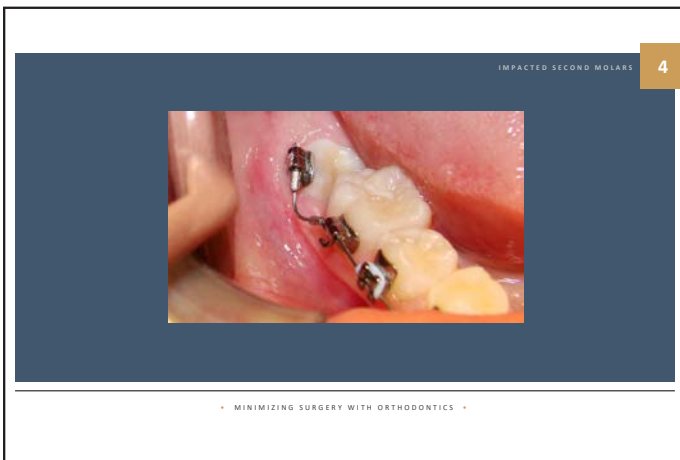 IMPACTED SECOND MOLARS 4
• MINIMIZING SURGERY WITH ORTHODONTICS •